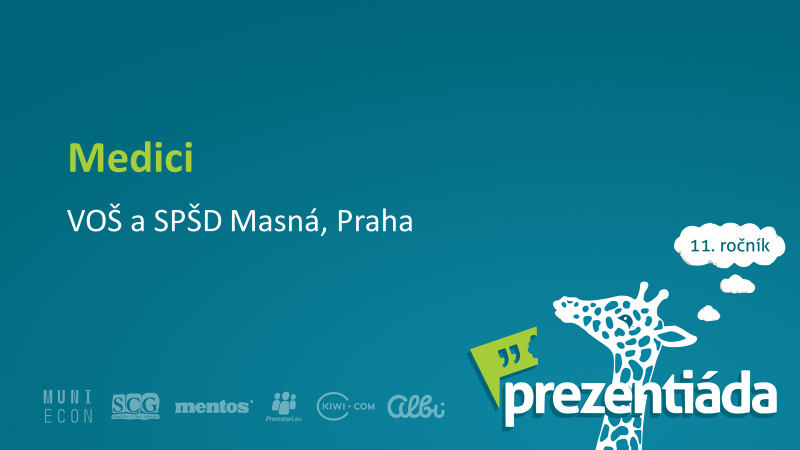 Medici
VOŠ a SPŠD Masná, Praha
11. ročník
”
prezentiáda
MUNI
ECON
SCG
mentos
Promoteri.eu
KIWI.COM
albi